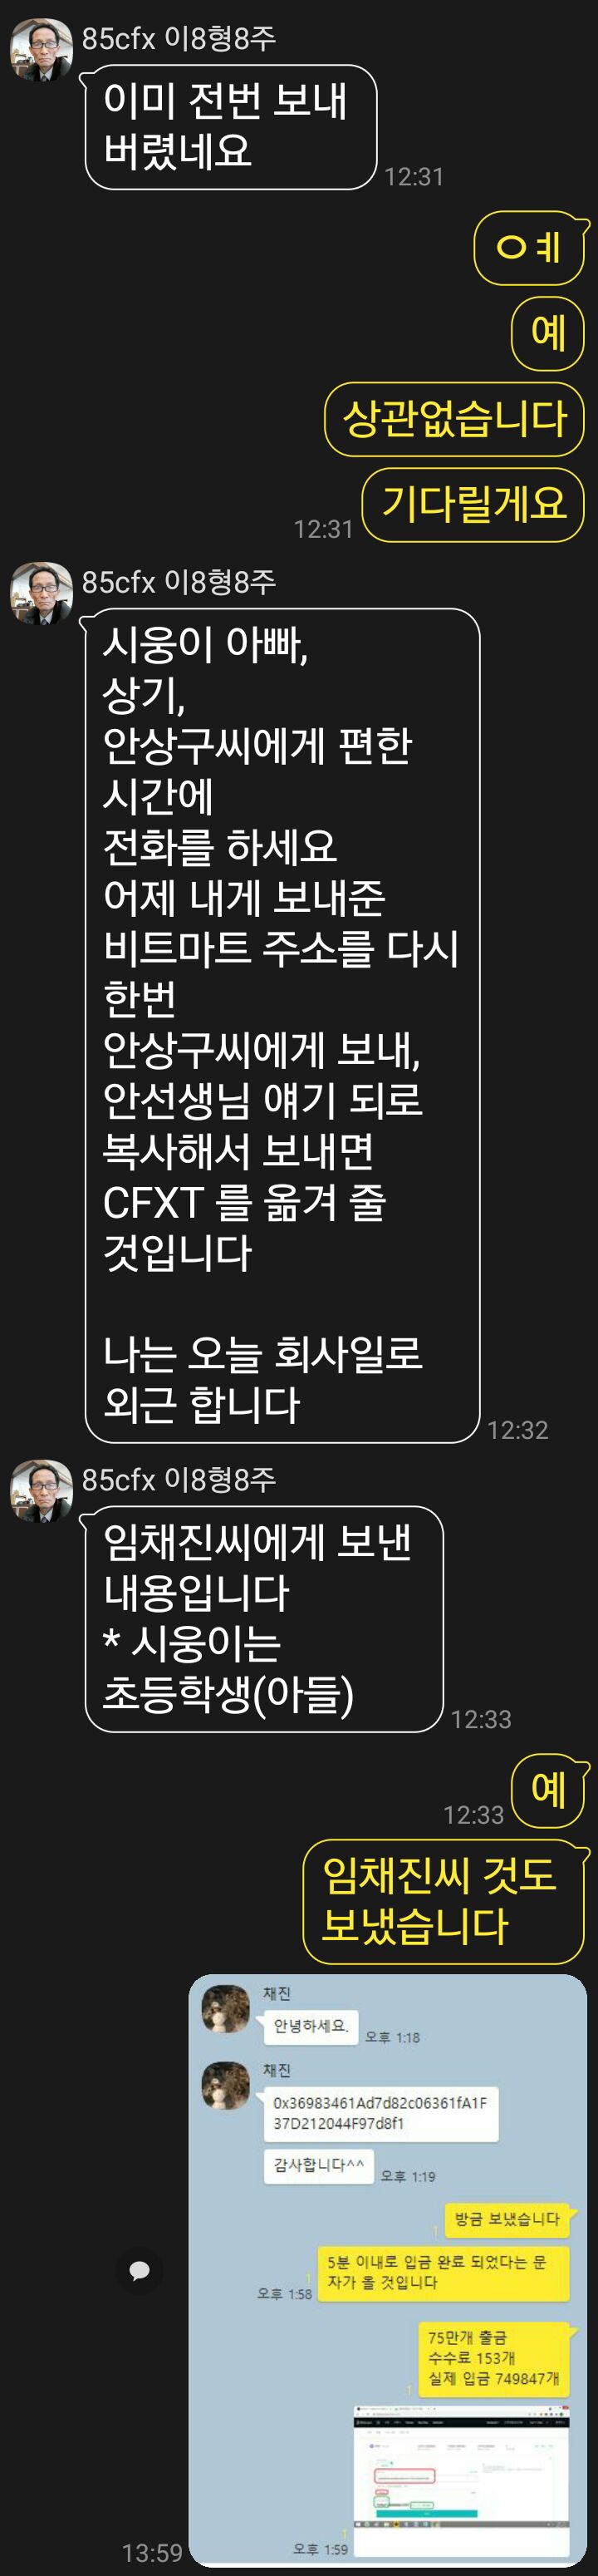 85cfx 이8형8주
이미 전번 보내
버렸네요
12:31
ㅇㅖ
예
상관없습니다
기다릴게요
12:31
85cfx 이8형8주
시웅이 아빠,
상기,
안상구씨에게 편한
시간에
전화를 하세요
어제 내게 보내준
비트마트 주소를 다시
한번
안상구씨에게 보내,
안선생님 얘기 되로
복사해서 보내면
CFXT 를 옮겨 줄
것입니다
나는 오늘 회사일로
외근 합니다
12:32
85cfx 이8형8주
임채진씨에게 보낸
내용입니다
* 시웅이는
초등학생(아들)
12:33
예
12:33
임채진씨 것도
보냈습니다
채진
안녕하세요.
오후 1:18
채진
0x36983461Ad7d82c06361fA1F
37D212044F97d8f1
감사합니다^^
오후 1:19
방금 보냈습니다
1
5분 이내로 입금 완료 되었다는 문
자가 올 것입니다
1
오후 1:58
75만개 출금
수수료 153개
실제 입금 749847개
1
1
오후 1:59
13:59